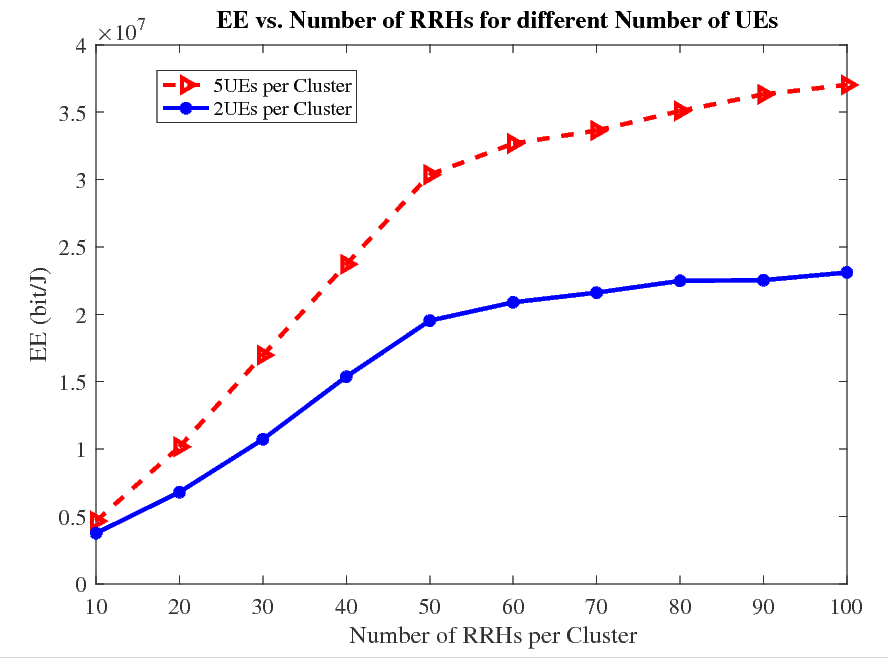 EE vs. Number of RRHs for different Number of UEs
×10⁷
4
3.5
3
2.5
2
1.5
1
0.5
0
EE (bit/J)
5UEs per Cluster
2UEs per Cluster
10 20 30 40 50 60 70 80 90 100
Number of RRHs per Cluster